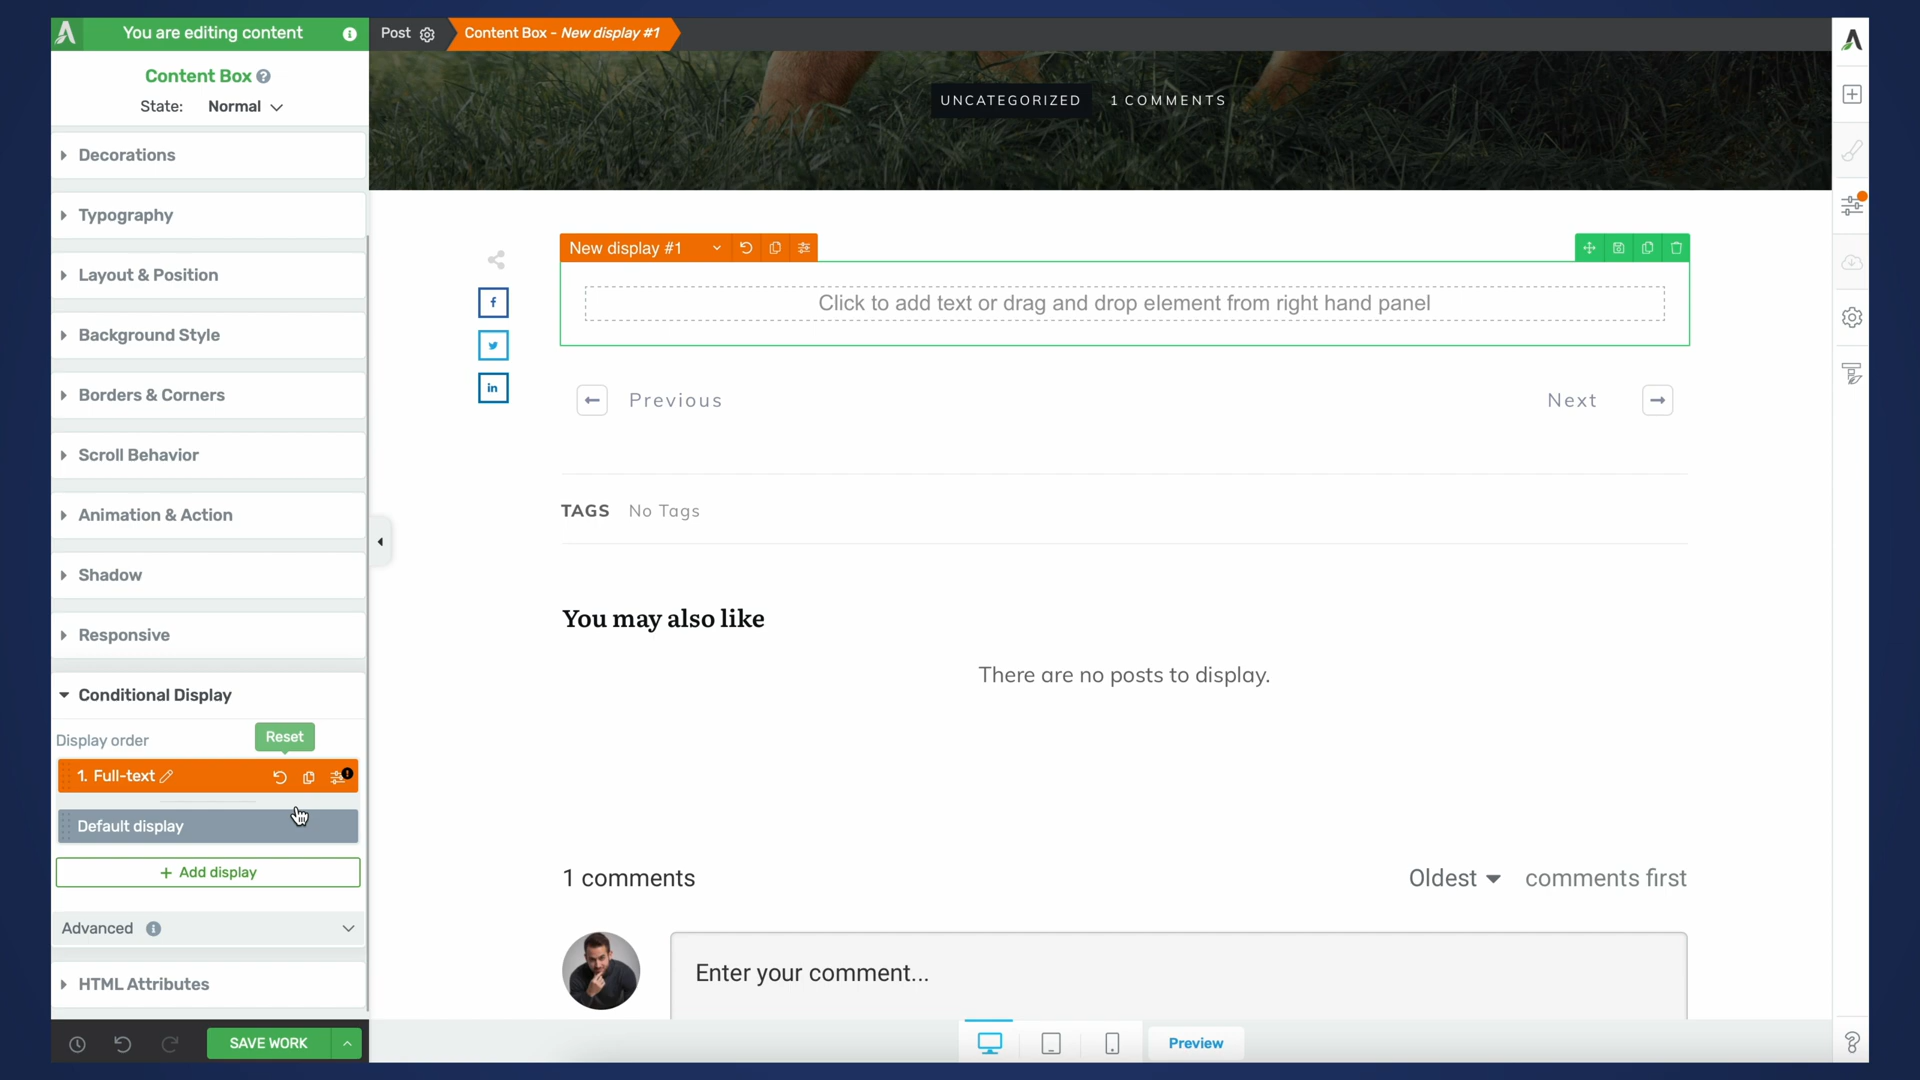 You are editing content
Post
Content Box - New display #1
Content Box
State: Normal
Decorations
Typography
Layout & Position
Background Style
Borders & Corners
Scroll Behavior
Animation & Action
Shadow
Responsive
Conditional Display
Display order
Reset
1. Full-text
Default display
+ Add display
Advanced
HTML Attributes
SAVE WORK
UNCATEGORIZED 1 COMMENTS
New display #1
Click to add text or drag and drop element from right hand panel
Previous
Next
TAGS No Tags
You may also like
There are no posts to display.
1 comments
Oldest comments first
Enter your comment...
Preview